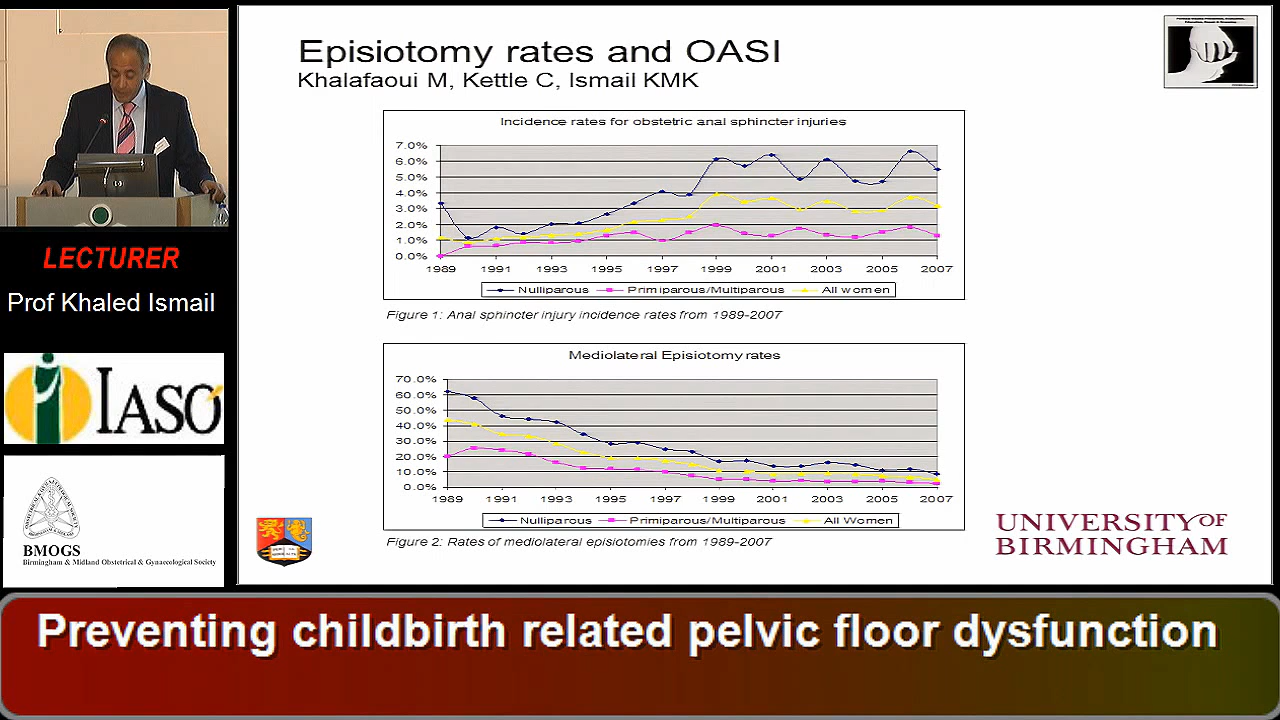 Episiotomy rates and OASI
Khalafaoui M, Kettle C, Ismail KMK
Incidence rates for obstetric anal sphincter injuries
7.0%
6.0%
5.0%
4.0%
3.0%
2.0%
1.0%
0.0%
1989 1991 1993 1995 1997 1999 2001 2003 2005 2007
Nulliparous Primiparous/Multiparous All women
Figure 1: Anal sphincter injury incidence rates from 1989-2007
Mediolateral Episiotomy rates
70.0%
60.0%
50.0%
40.0%
30.0%
20.0%
10.0%
0.0%
1989 1991 1993 1995 1997 1999 2001 2003 2005 2007
Nulliparous Primiparous/Multiparous All Women
Figure 2: Rates of mediolateral episiotomies from 1989-2007
UNIVERSITY OF
BIRMINGHAM
LECTURER
Prof Khaled Ismail
IASO
BMOGS
Birmingham & Midland Obstetrical & Gynaecological Society
Preventing childbirth related pelvic floor dysfunction